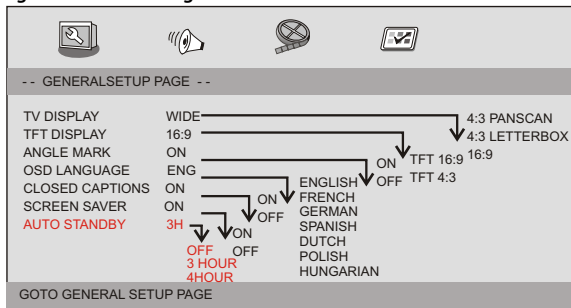 -- GENERALSETUP PAGE --
TV DISPLAY WIDE 4:3 PANSCAN
TFT DISPLAY 16:9 4:3 LETTERBOX
ANGLE MARK ON ON TFT 16:9 16:9
OSD LANGUAGE ENG ENGLISH OFF TFT 4:3
CLOSED CAPTIONS ON ON FRENCH
SCREEN SAVER ON OFF GERMAN
AUTO STANDBY 3H ON SPANISH
OFF OFF DUTCH
3 HOUR POLISH
4HOUR HUNGARIAN
GOTO GENERAL SETUP PAGE